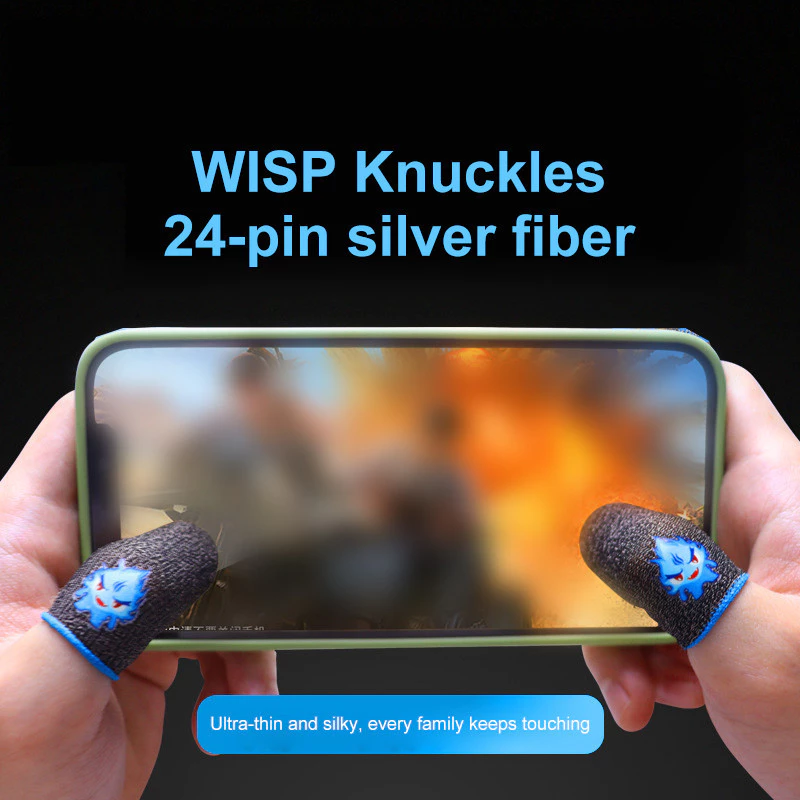 WISP Knuckles
24-pin silver fiber
Ultra-thin and silky, every family keeps touching